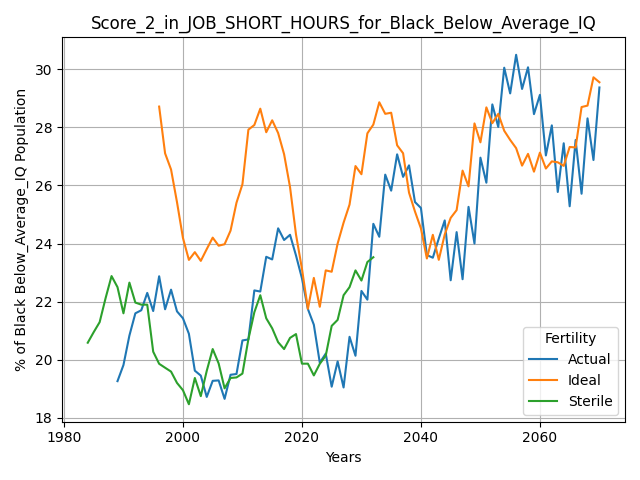 Score_2_in_JOB_SHORT_HOURS_for_Black_Below_Average_IQ
% of Black Below_Average_IQ Population
30
28
26
24
22
20
18
1980
2000
2020
2040
2060
Years
Fertility
Actual
Ideal
Sterile